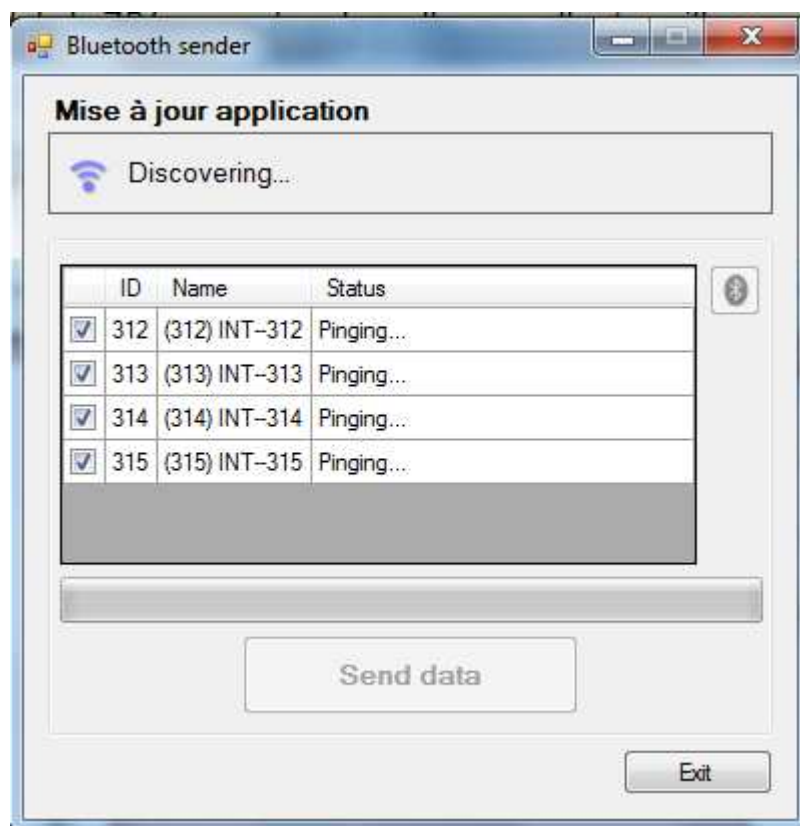 Bluetooth sender
Mise à jour application
Discovering...
ID Name Status
312 (312) INT--312 Pinging...
313 (313) INT--313 Pinging...
314 (314) INT--314 Pinging...
315 (315) INT--315 Pinging...
Send data
Exit